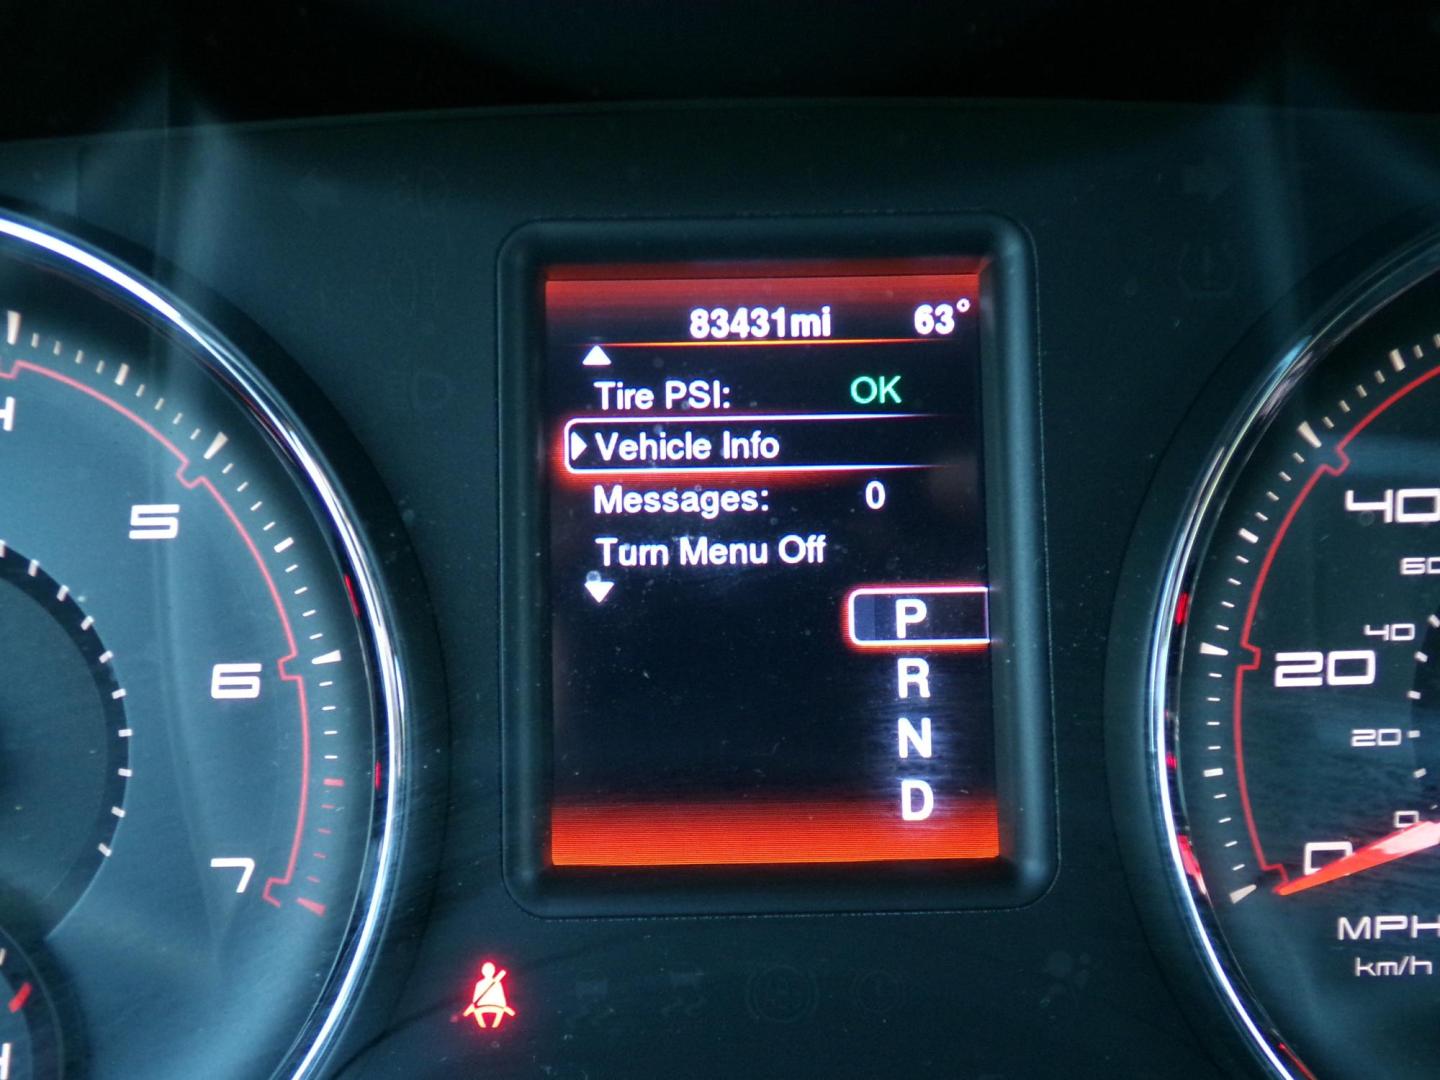 83431mi 63°
Tire PSI: OK
Vehicle Info
Messages: 0
Turn Menu Off
P
R
N
D
5
6
7
H
40
60
40
20
20
0
0
MPH
km/h
H